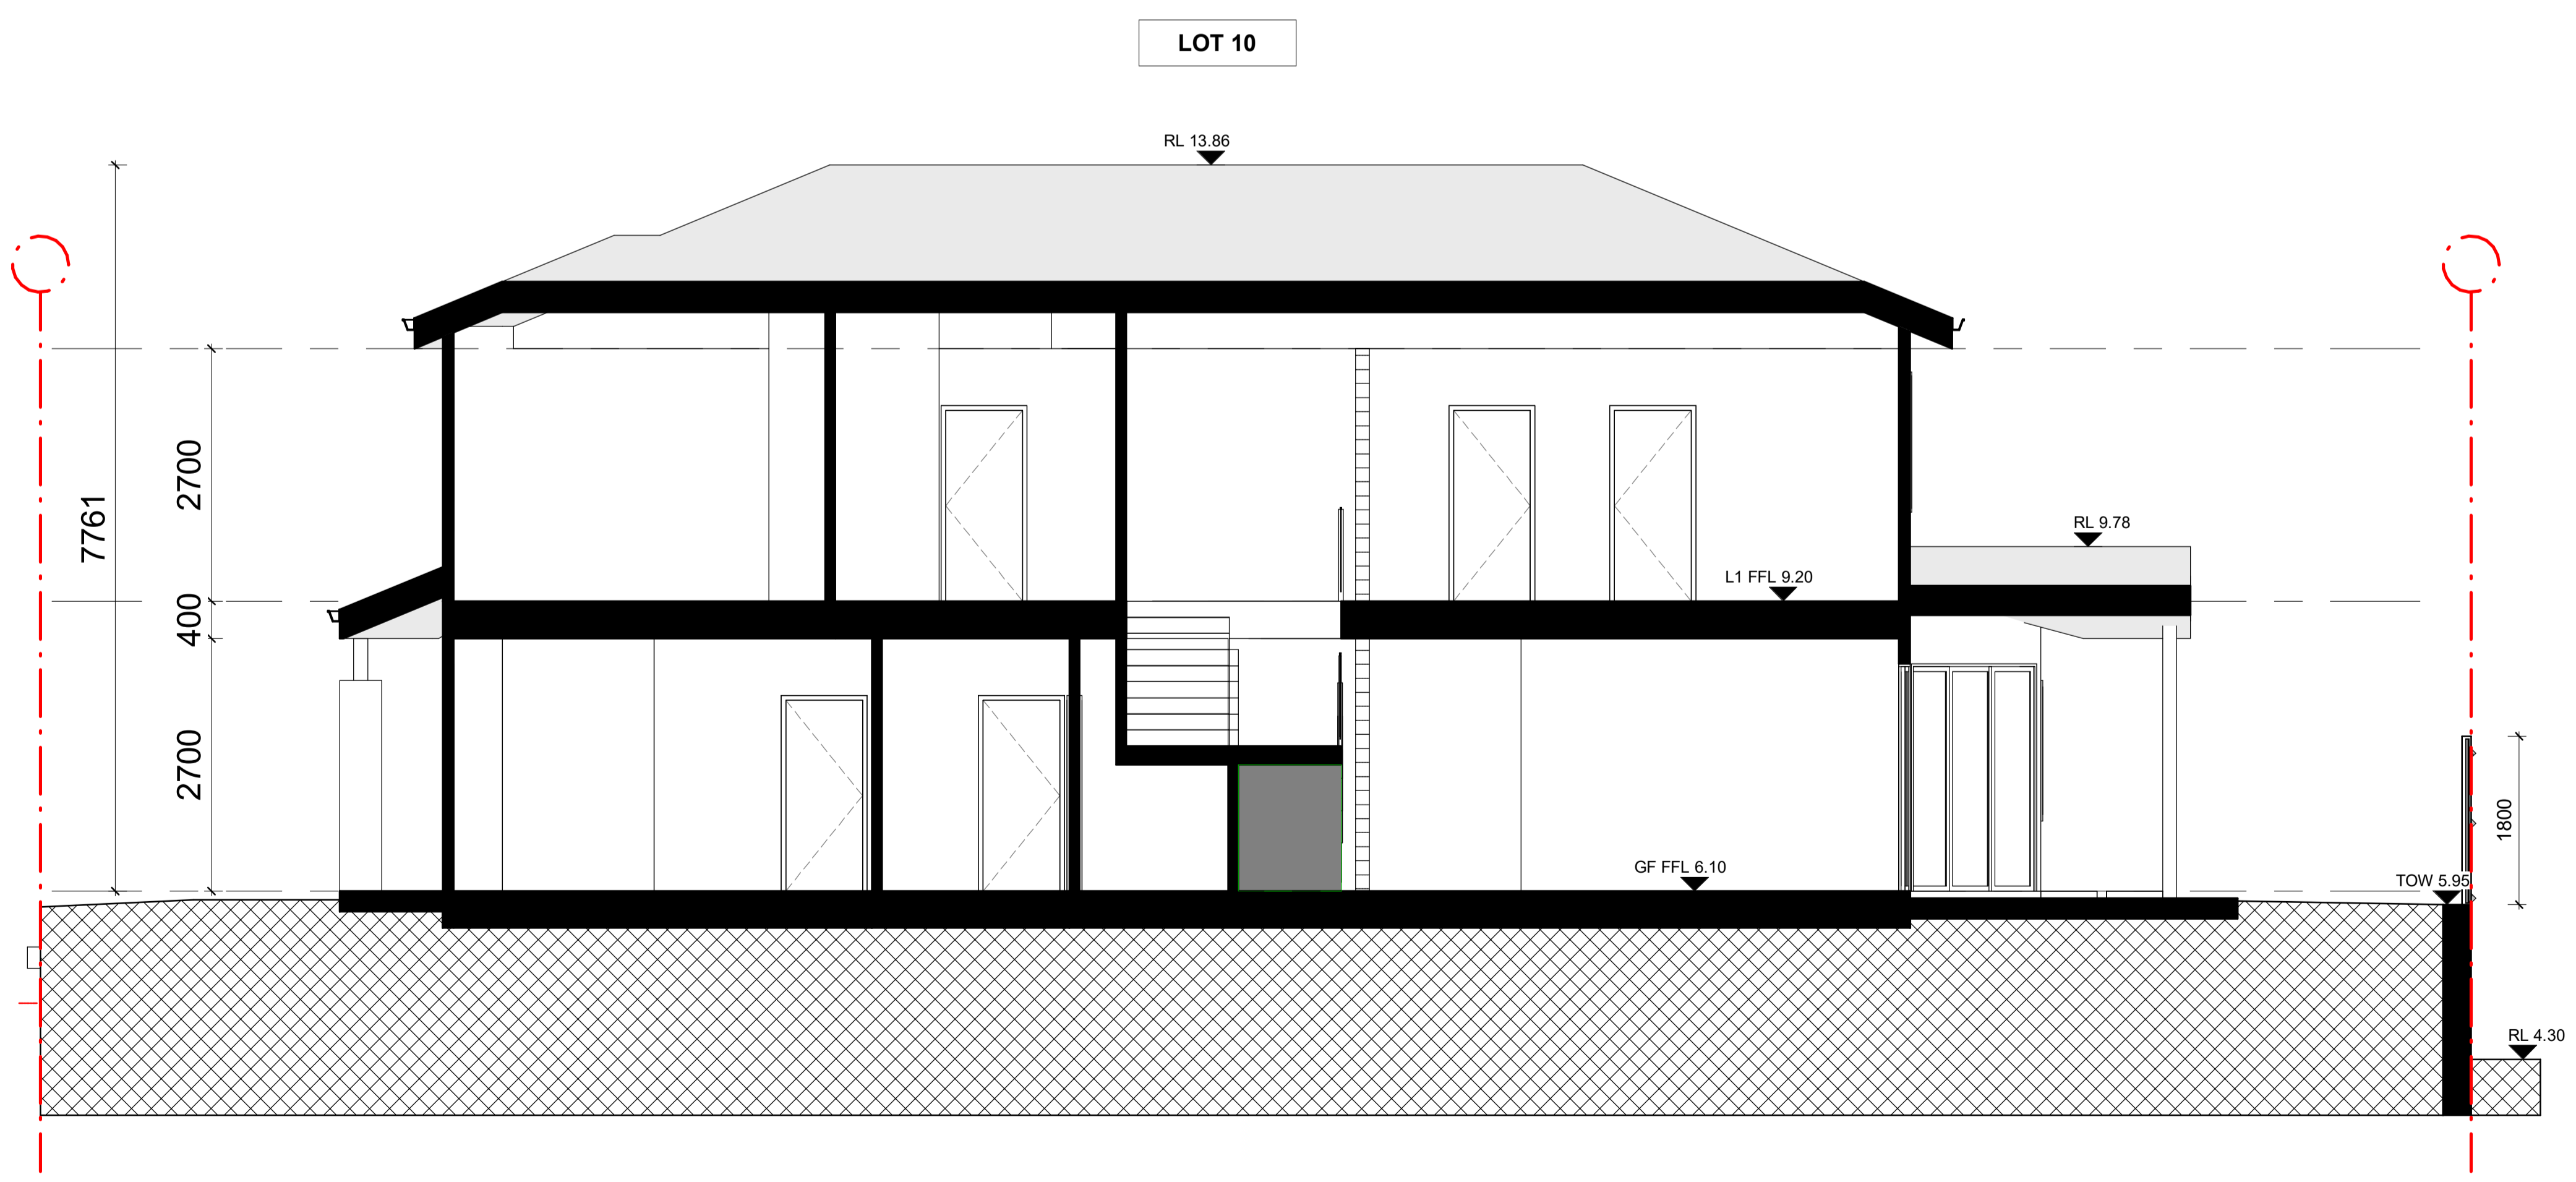 LOT 10
RL 13.86
2700
7761
RL 9.78
L1 FFL 9.20
400
2700
1800
GF FFL 6.10
TOW 5.95
RL 4.30